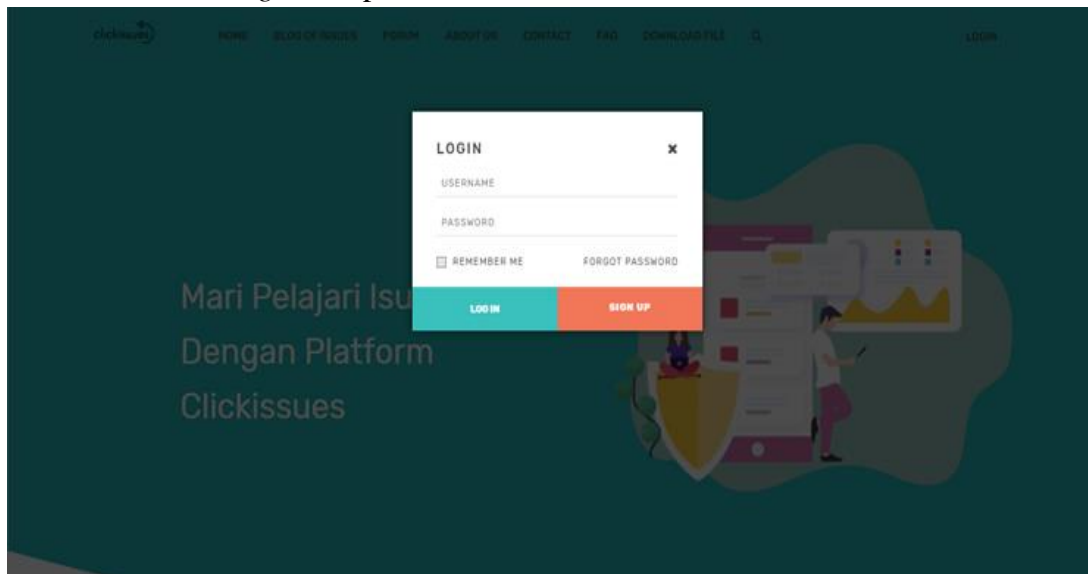 clickissues
HOME BLOG OF ISSUES FORUM ABOUT US CONTACT FAQ DOWNLOAD FILE LOGIN
LOGIN
USERNAME
PASSWORD
REMEMBER ME FORGOT PASSWORD
LOG IN SIGN UP
Mari Pelajari Isu
Dengan Platform
Clickissues